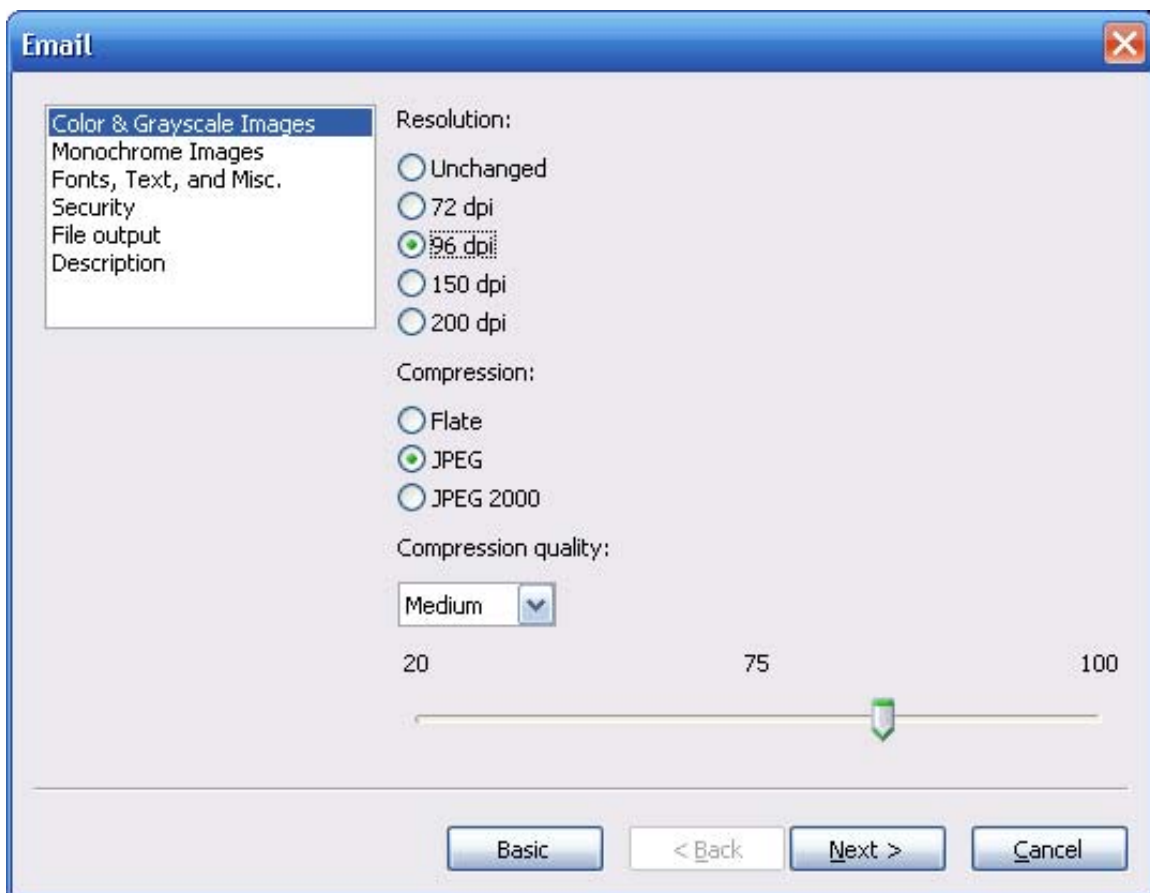 Email
Color & Grayscale Images
Monochrome Images
Fonts, Text, and Misc.
Security
File output
Description
Resolution:
Unchanged
72 dpi
96 dpi
150 dpi
200 dpi
Compression:
Flate
JPEG
JPEG 2000
Compression quality:
Medium
20 75 100
Basic < Back Next > Cancel